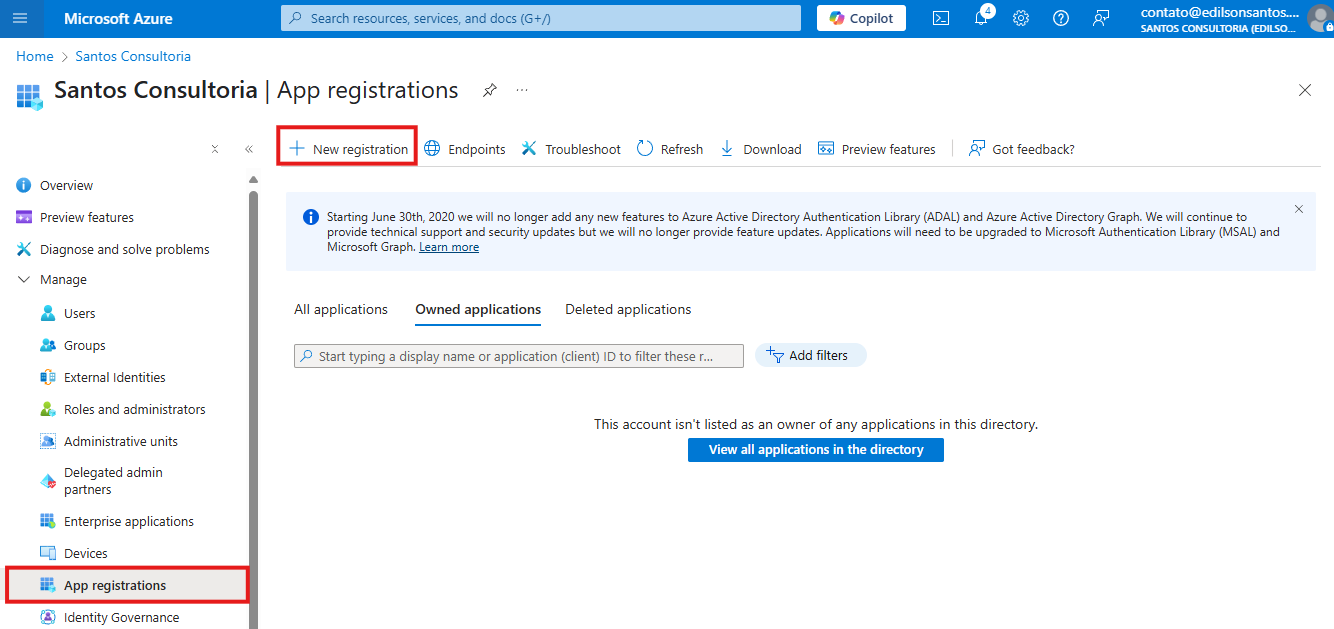 Microsoft Azure
Search resources, services, and docs (G+/)
Copilot
4
contato@edilsonsantos....
SANTOS CONSULTORIA (EDILSO...
Home > Santos Consultoria
Santos Consultoria | App registrations
...
New registration
Endpoints
Troubleshoot
Refresh
Download
Preview features
Got feedback?
Overview
Preview features
Diagnose and solve problems
Manage
Users
Groups
External Identities
Roles and administrators
Administrative units
Delegated admin
partners
Enterprise applications
Devices
App registrations
Identity Governance
Starting June 30th, 2020 we will no longer add any new features to Azure Active Directory Authentication Library (ADAL) and Azure Active Directory Graph. We will continue to
provide technical support and security updates but we will no longer provide feature updates. Applications will need to be upgraded to Microsoft Authentication Library (MSAL) and
Microsoft Graph. Learn more
All applications
Owned applications
Deleted applications
Start typing a display name or application (client) ID to filter these r...
Add filters
This account isn't listed as an owner of any applications in this directory.
View all applications in the directory